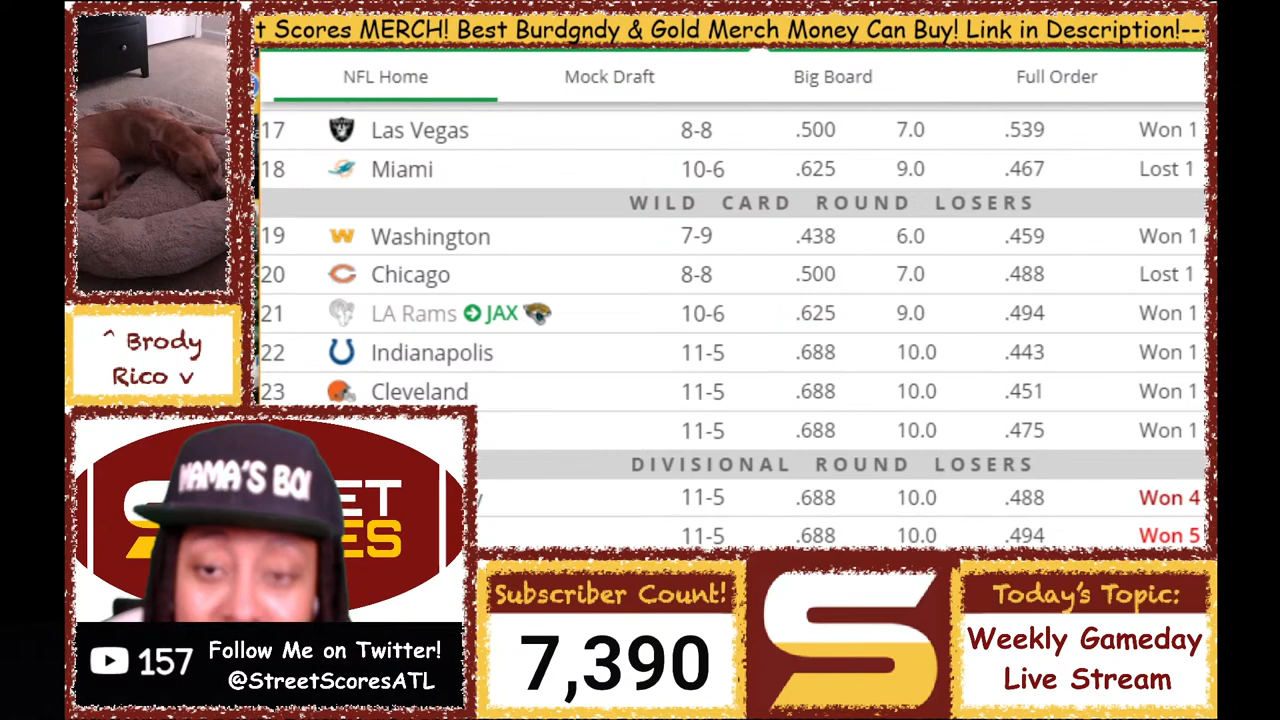 t Scores MERCH! Best Burdgndy & Gold Merch Money Can Buy! Link in Description!--
NFL Home Mock Draft Big Board Full Order
17 Las Vegas 8-8 .500 7.0 .539 Won 1
18 Miami 10-6 .625 9.0 .467 Lost 1
WILD CARD ROUND LOSERS
19 Washington 7-9 .438 6.0 .459 Won 1
20 Chicago 8-8 .500 7.0 .488 Lost 1
21 LA Rams JAX 10-6 .625 9.0 .494 Won 1
22 Indianapolis 11-5 .688 10.0 .443 Won 1
23 Cleveland 11-5 .688 10.0 .451 Won 1
11-5 .688 10.0 .475 Won 1
DIVISIONAL ROUND LOSERS
11-5 .688 10.0 .488 Won 4
11-5 .688 10.0 .494 Won 5
^ Brody
Rico v
MAMA'S BOI
ET
ES
157
Follow Me on Twitter!
@StreetScoresATL
Subscriber Count!
7,390
S
Today's Topic:
Weekly Gameday
Live Stream